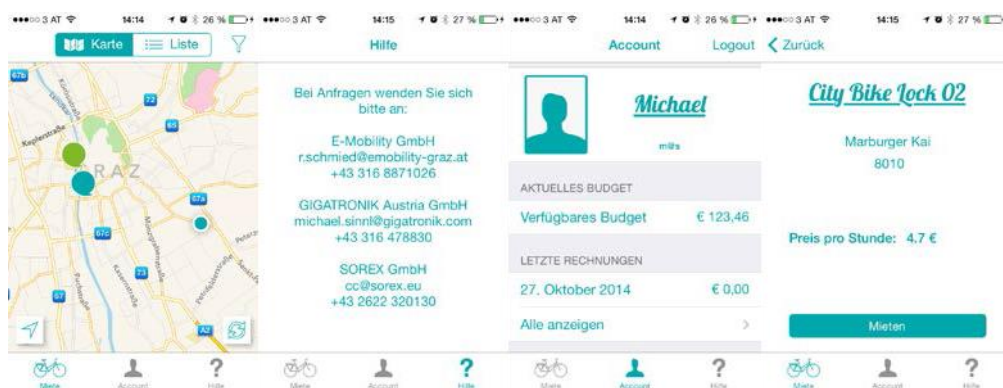 3 AT 14:14 26 %
Karte Liste
67b
72
65
Keplerstraße
GRAZ
67a
67c
73
67
A2
Miete Account Hilfe
3 AT 14:15 27 %
Hilfe
Bei Anfragen wenden Sie sich
bitte an:
E-Mobility GmbH
r.schmied@emobility-graz.at
+43 316 8871026
GIGATRONIK Austria GmbH
michael.sinnl@gigatronik.com
+43 316 478830
SOREX GmbH
cc@sorex.eu
+43 2622 320130
Miete Account Hilfe
3 AT 14:14 26 %
Account Logout
Michael
m@s
AKTUELLES BUDGET
Verfügbares Budget € 123,46
LETZTE RECHNUNGEN
27. Oktober 2014 € 0,00
Alle anzeigen
Miete Account Hilfe
3 AT 14:15 27 %
Zurück
City Bike Lock 02
Marburger Kai
8010
Preis pro Stunde: 4.7 €
Mieten
Miete Account Hilfe